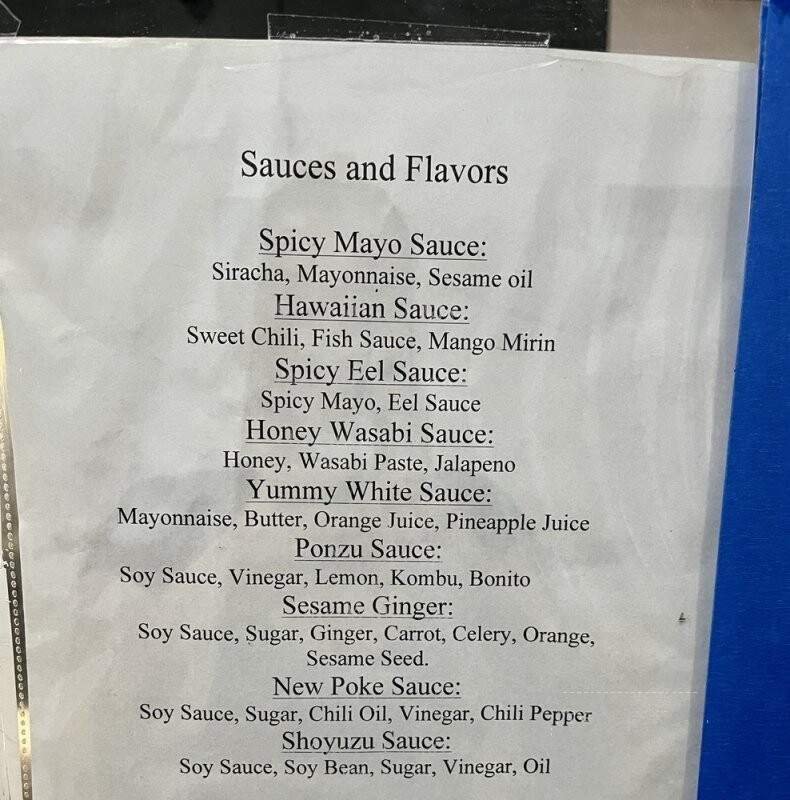 Sauces and Flavors
Spicy Mayo Sauce:
Siracha, Mayonnaise, Sesame oil
Hawaiian Sauce:
Sweet Chili, Fish Sauce, Mango Mirin
Spicy Eel Sauce:
Spicy Mayo, Eel Sauce
Honey Wasabi Sauce:
Honey, Wasabi Paste, Jalapeno
Yummy White Sauce:
Mayonnaise, Butter, Orange Juice, Pineapple Juice
Ponzu Sauce:
Soy Sauce, Vinegar, Lemon, Kombu, Bonito
Sesame Ginger:
Soy Sauce, Sugar, Ginger, Carrot, Celery, Orange,
Sesame Seed.
New Poke Sauce:
Soy Sauce, Sugar, Chili Oil, Vinegar, Chili Pepper
Shoyuzu Sauce:
Soy Sauce, Soy Bean, Sugar, Vinegar, Oil